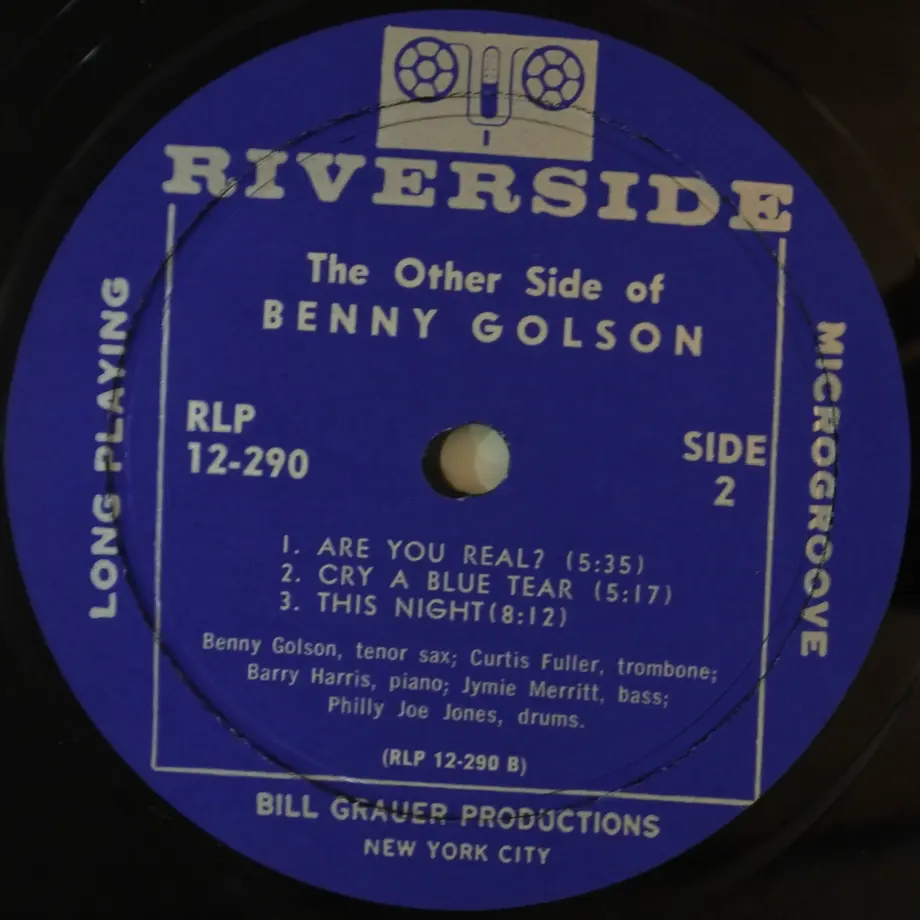 RIVERSIDE
The Other Side of
BENNY GOLSON
LONG PLAYING
MICROGROOVE
RLP
12-290
SIDE
2
1. ARE YOU REAL? (5:35)
2. CRY A BLUE TEAR (5:17)
3. THIS NIGHT(8:12)
Benny Golson, tenor sax; Curtis Fuller, trombone;
Barry Harris, piano; Jymie Merritt, bass;
Philly Joe Jones, drums.
(RLP 12-290 B)
BILL GRAUER PRODUCTIONS
NEW YORK CITY